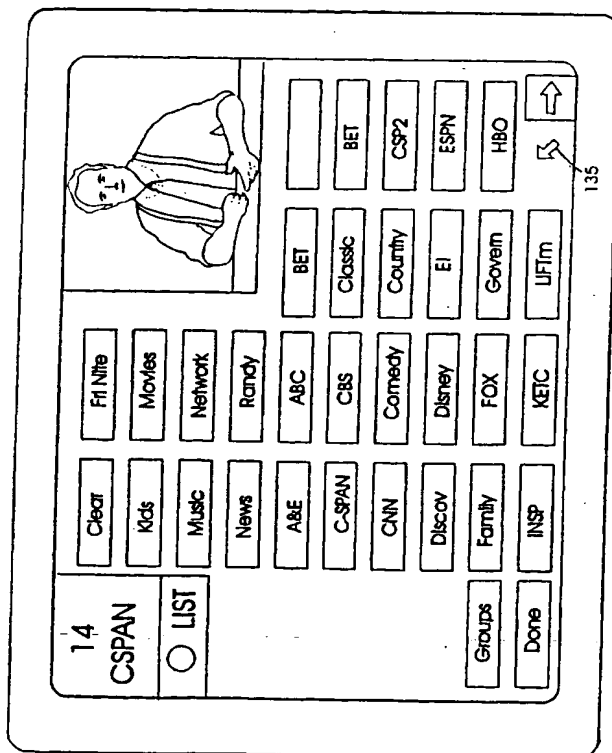 14
CSPAN
LIST
Clear Fri Nite
Kids Movies
Music Network
News Randy
A&E ABC BET
C-SPAN CBS Classic BET
CNN Comedy Country CSP2
Discov Disney E! ESPN
Groups Family FOX Govern HBO
Done INSP KETC LIFTm
135